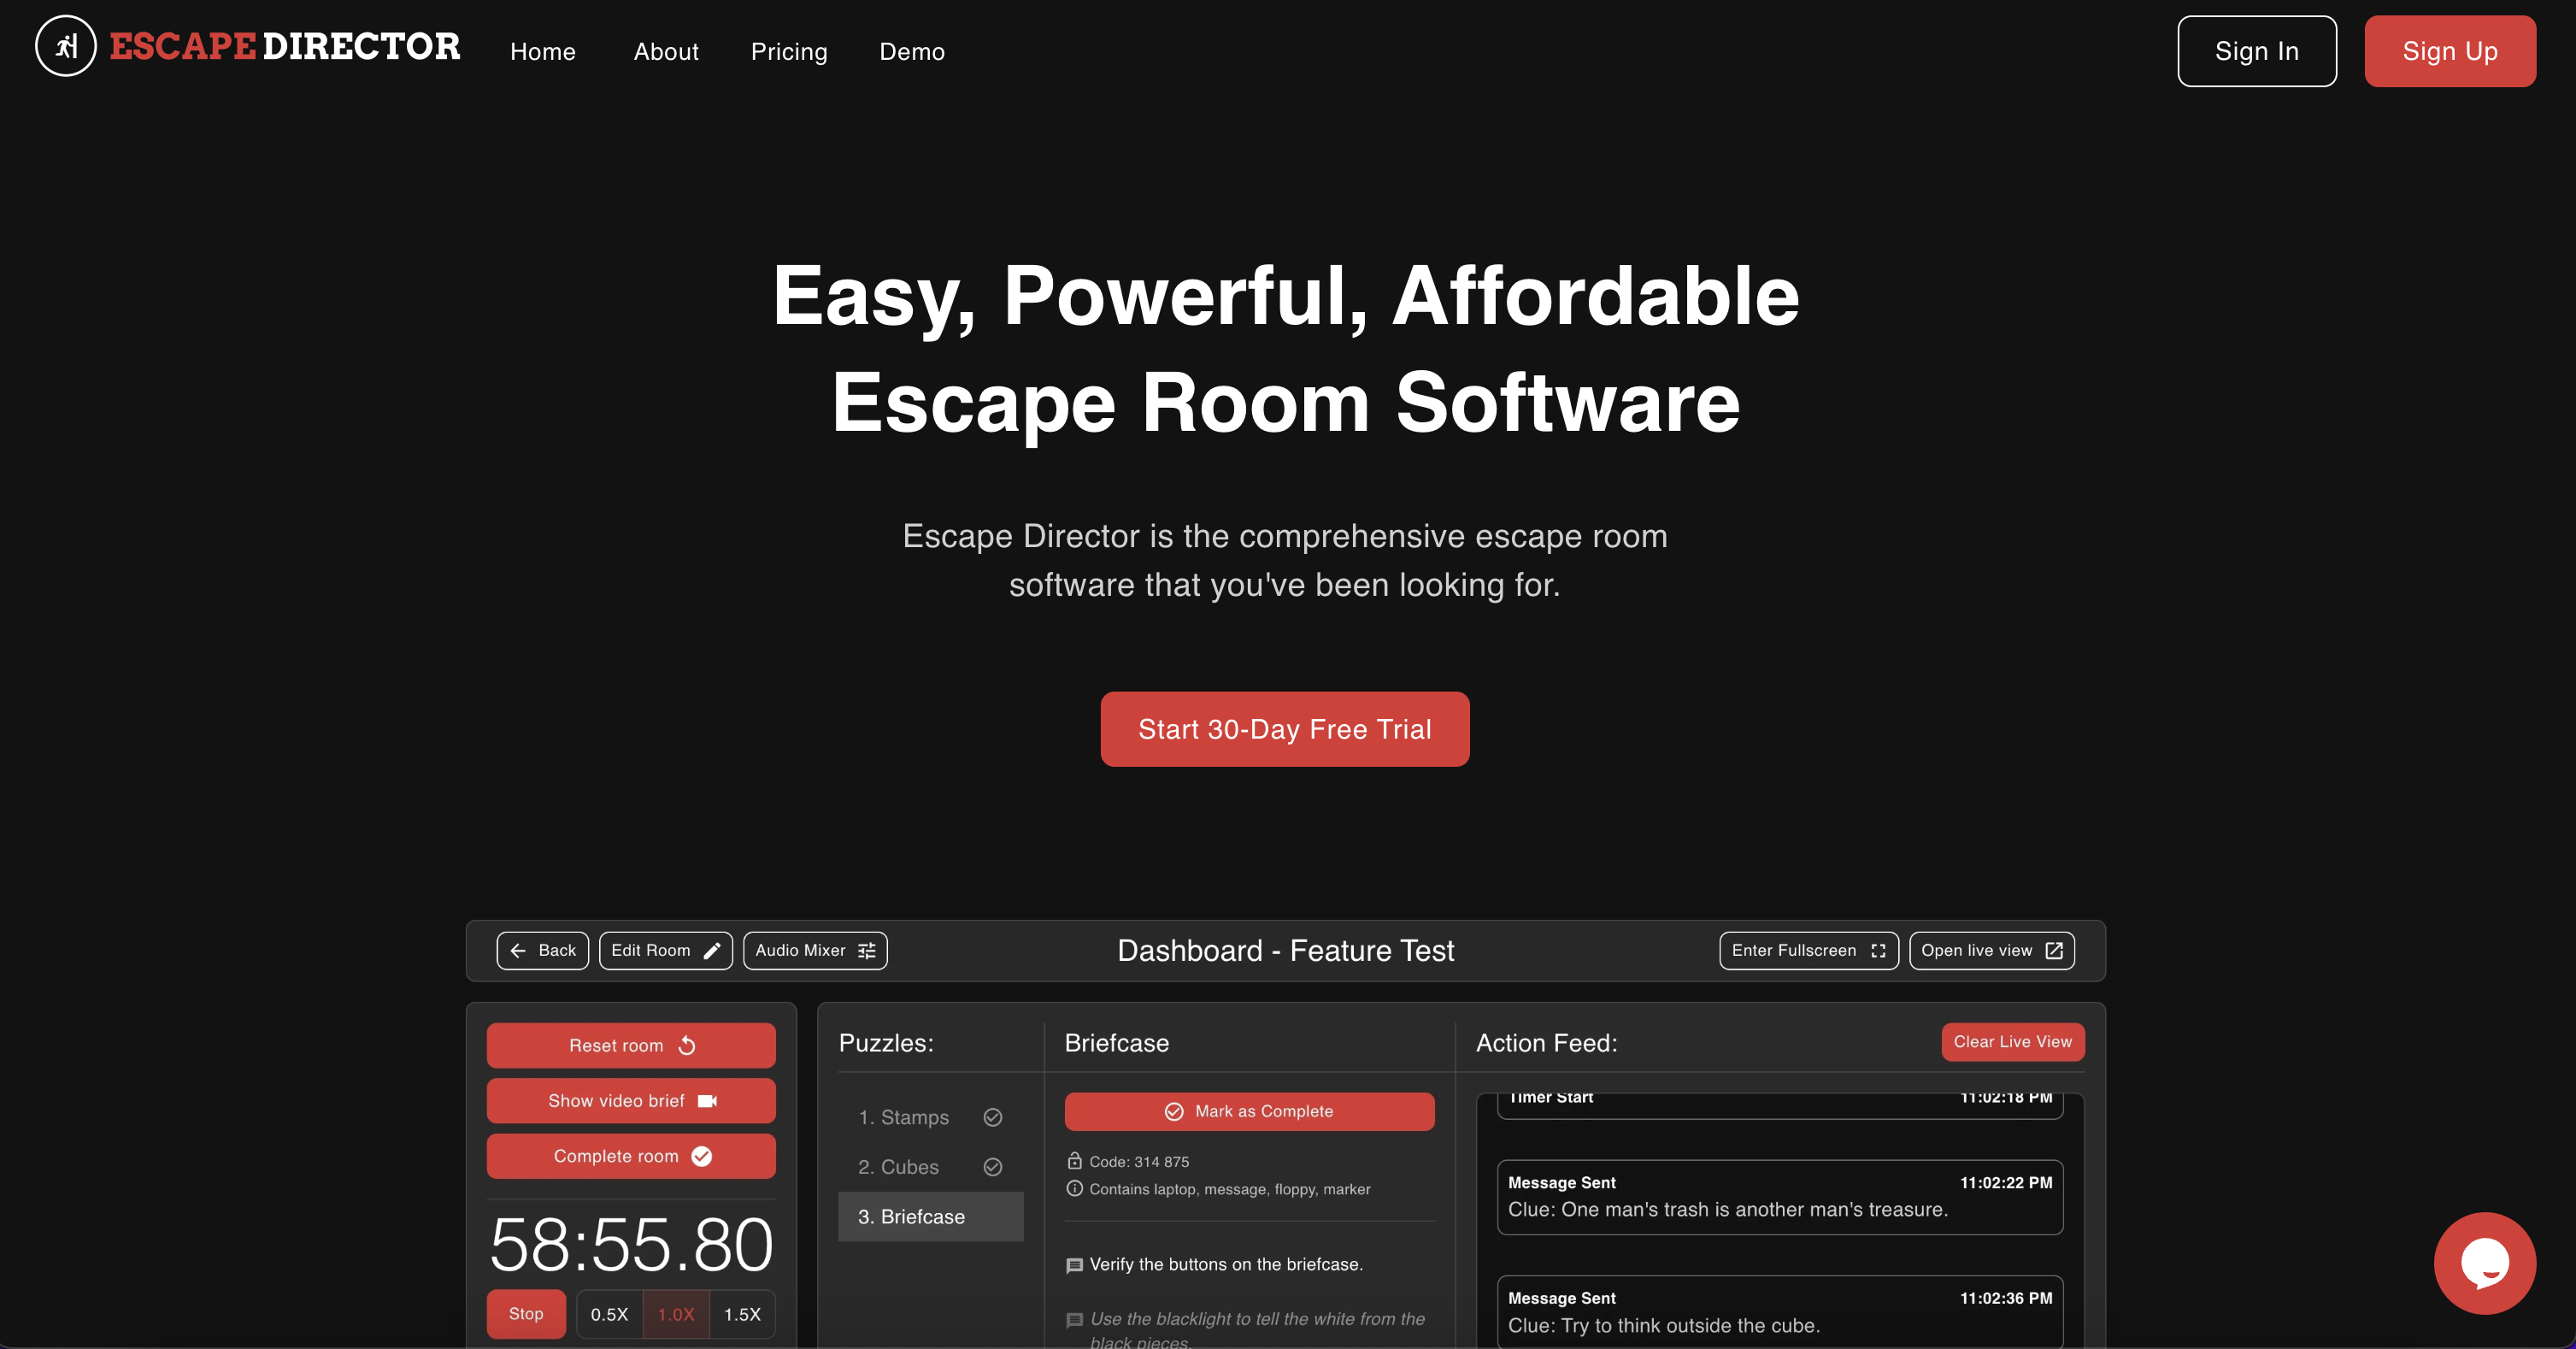 ESCAPE DIRECTOR
Home
About
Pricing
Demo
Sign In
Sign Up
Easy, Powerful, Affordable
Escape Room Software
Escape Director is the comprehensive escape room
software that you've been looking for.
Start 30-Day Free Trial
Back
Edit Room
Audio Mixer
Dashboard - Feature Test
Enter Fullscreen
Open live view
Reset room
Show video brief
Complete room
58:55.80
Stop
0.5X
1.0X
1.5X
Puzzles:
1. Stamps
2. Cubes
3. Briefcase
Briefcase
Mark as Complete
Code: 314 875
Contains laptop, message, floppy, marker
Verify the buttons on the briefcase.
Use the blacklight to tell the white from the
black pieces.
Action Feed:
Clear Live View
Timer Start 11:02:18 PM
Message Sent 11:02:22 PM
Clue: One man's trash is another man's treasure.
Message Sent 11:02:36 PM
Clue: Try to think outside the cube.